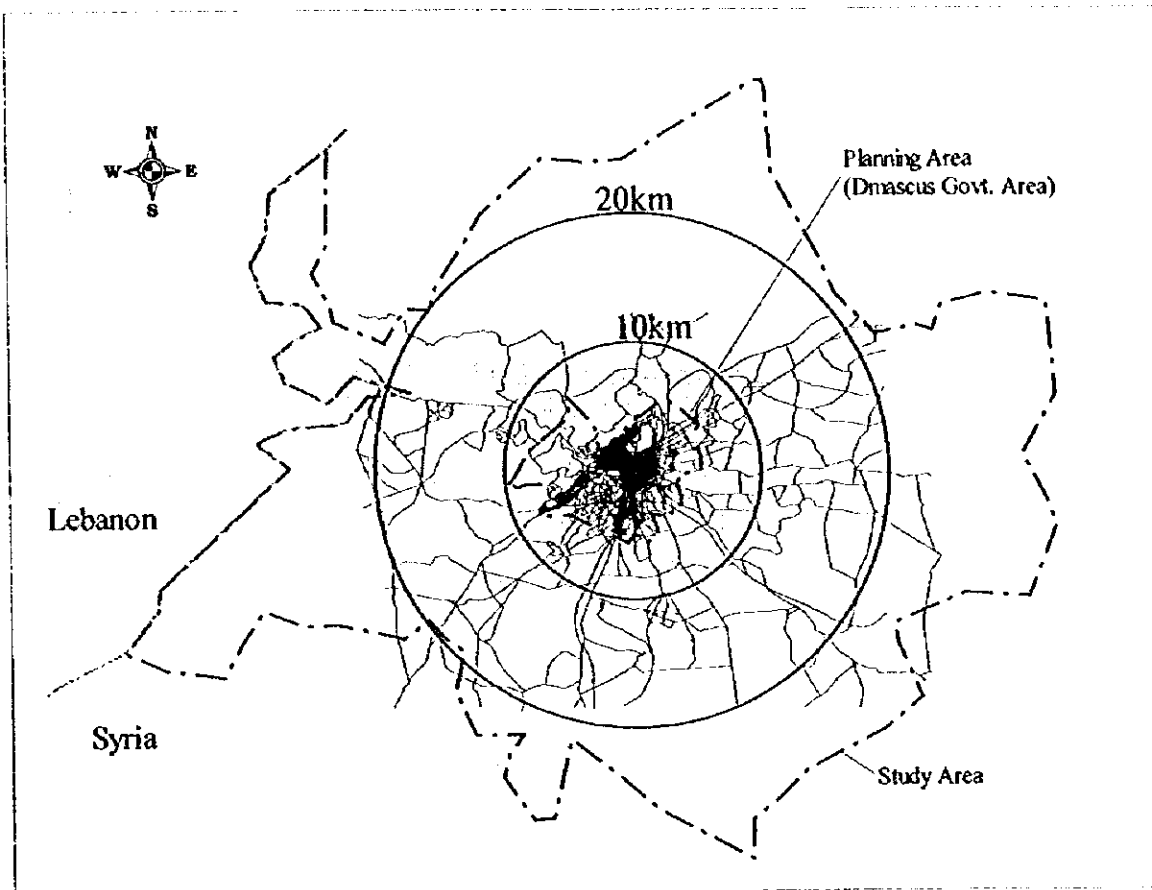 N
W E
S
Planning Area
(Dmascus Govt. Area)
20km
10km
Lebanon
Syria
Study Area